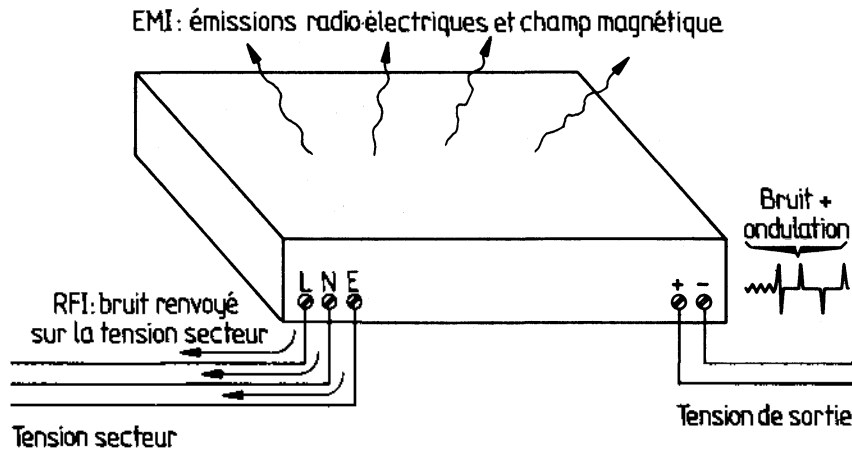 EMI : émissions radio-électriques et champ magnétique
Bruit +
ondulation
L N E
+ -
RFI : bruit renvoyé
sur la tension secteur
Tension de sortie
Tension secteur